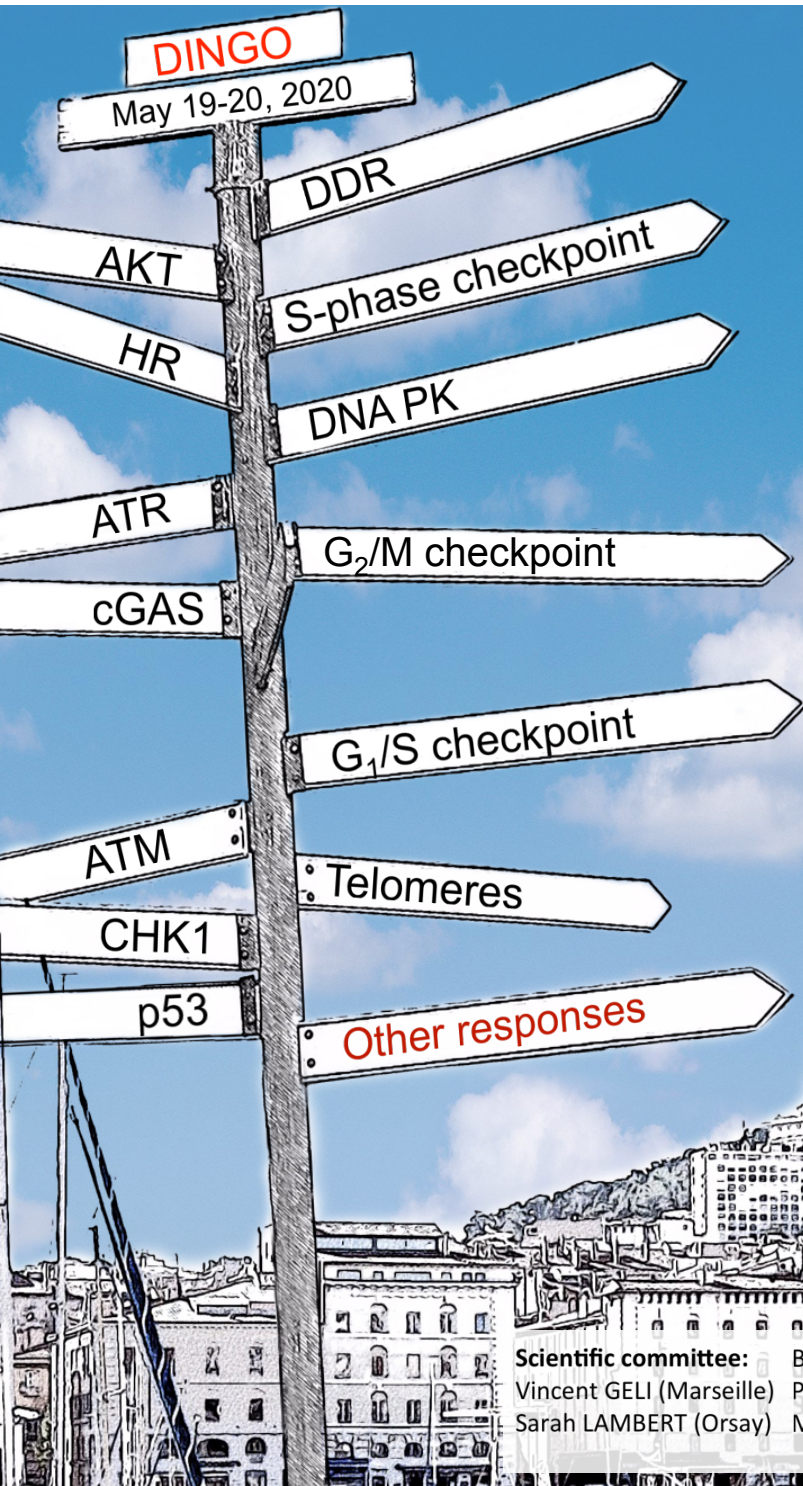 DINGO
May 19-20, 2020
DDR
AKT
S-phase checkpoint
HR
DNA PK
ATR
G₂/M checkpoint
cGAS
G₁/S checkpoint
ATM
Telomeres
CHK1
p53
Other responses
Scientific committee:
Vincent GELI (Marseille)
Sarah LAMBERT (Orsay)